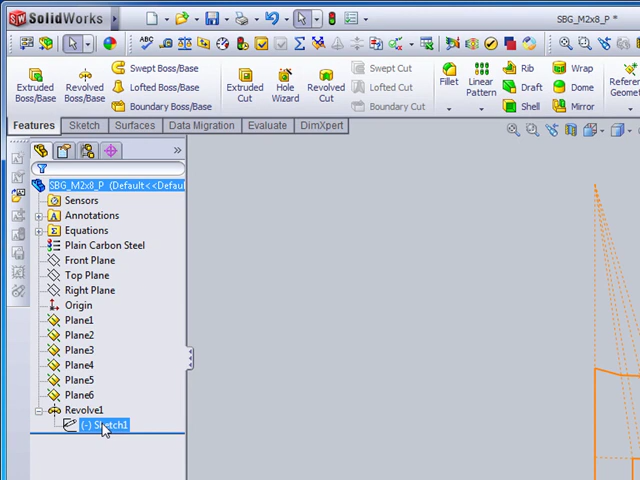 SolidWorks
SBG_M2x8_P *
Extruded Boss/Base
Revolved Boss/Base
Swept Boss/Base
Lofted Boss/Base
Boundary Boss/Base
Extruded Cut
Hole Wizard
Revolved Cut
Swept Cut
Lofted Cut
Boundary Cut
Fillet
Linear Pattern
Rib
Draft
Shell
Wrap
Dome
Mirror
Features Sketch Surfaces Data Migration Evaluate DimXpert
SBG_M2x8_P (Default<<Defaul
Sensors
Annotations
Equations
Plain Carbon Steel
Front Plane
Top Plane
Right Plane
Origin
Plane1
Plane2
Plane3
Plane4
Plane5
Plane6
Revolve1
(-) Sketch1